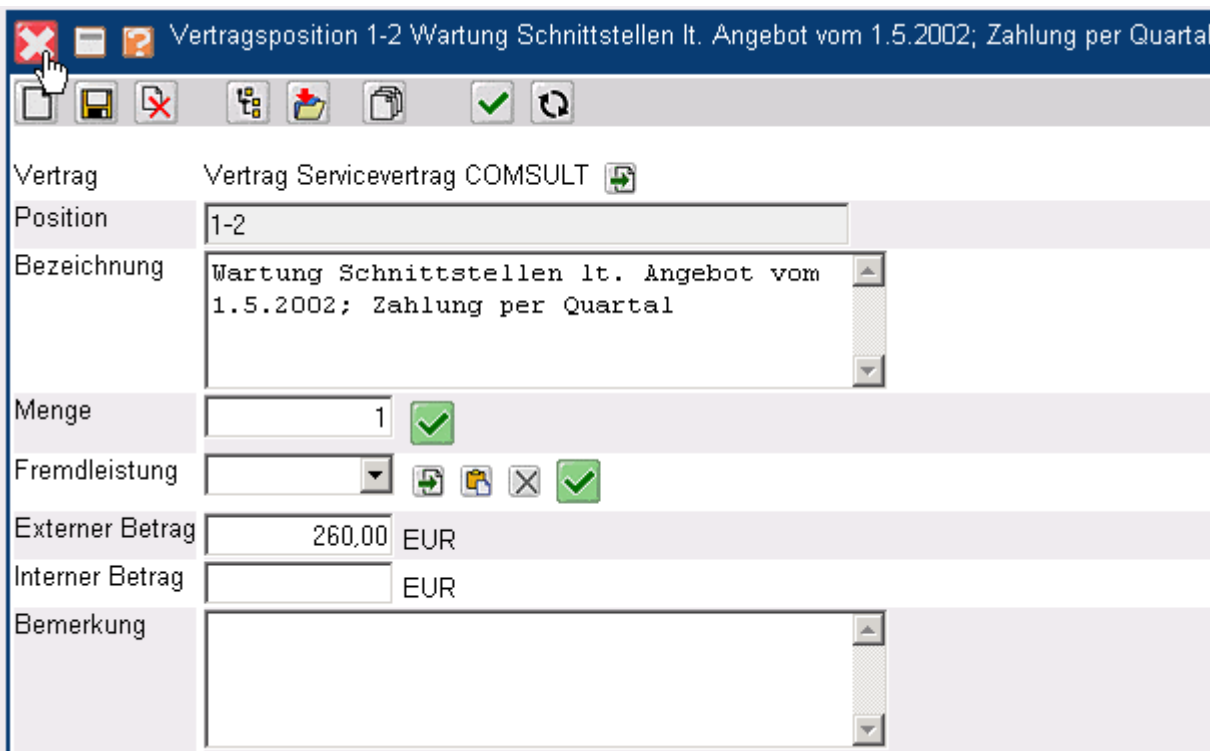 Vertragsposition 1-2 Wartung Schnittstellen lt. Angebot vom 1.5.2002; Zahlung per Quartal
Vertrag Vertrag Servicevertrag COMSULT
Position 1-2
Bezeichnung Wartung Schnittstellen lt. Angebot vom
1.5.2002; Zahlung per Quartal
Menge 1
Fremdleistung
Externer Betrag 260,00 EUR
Interner Betrag EUR
Bemerkung